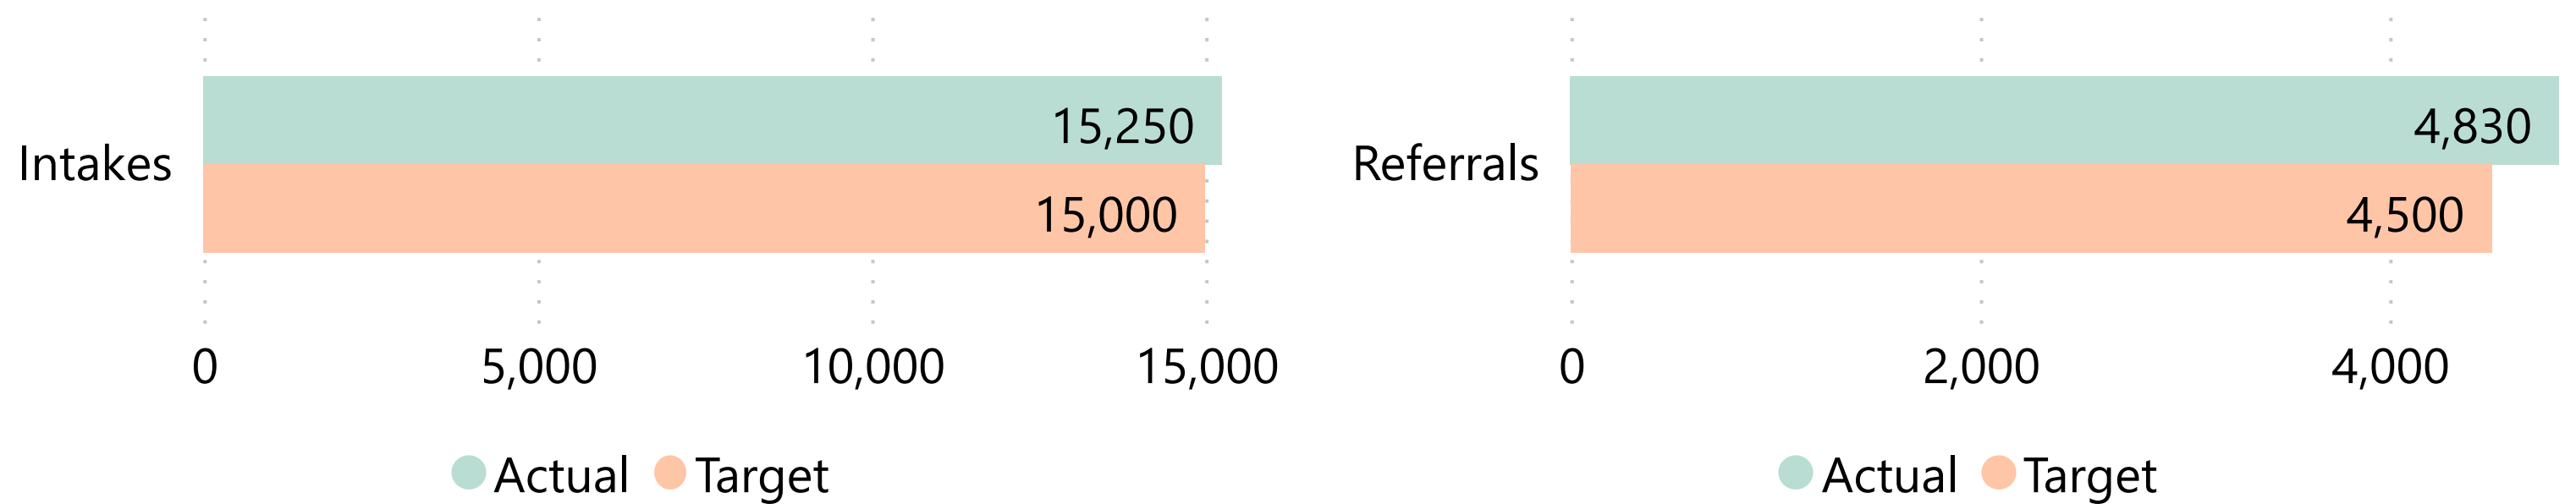 Intakes
15,250
15,000
0 5,000 10,000 15,000
Actual Target
Referrals
4,830
4,500
0 2,000 4,000
Actual Target